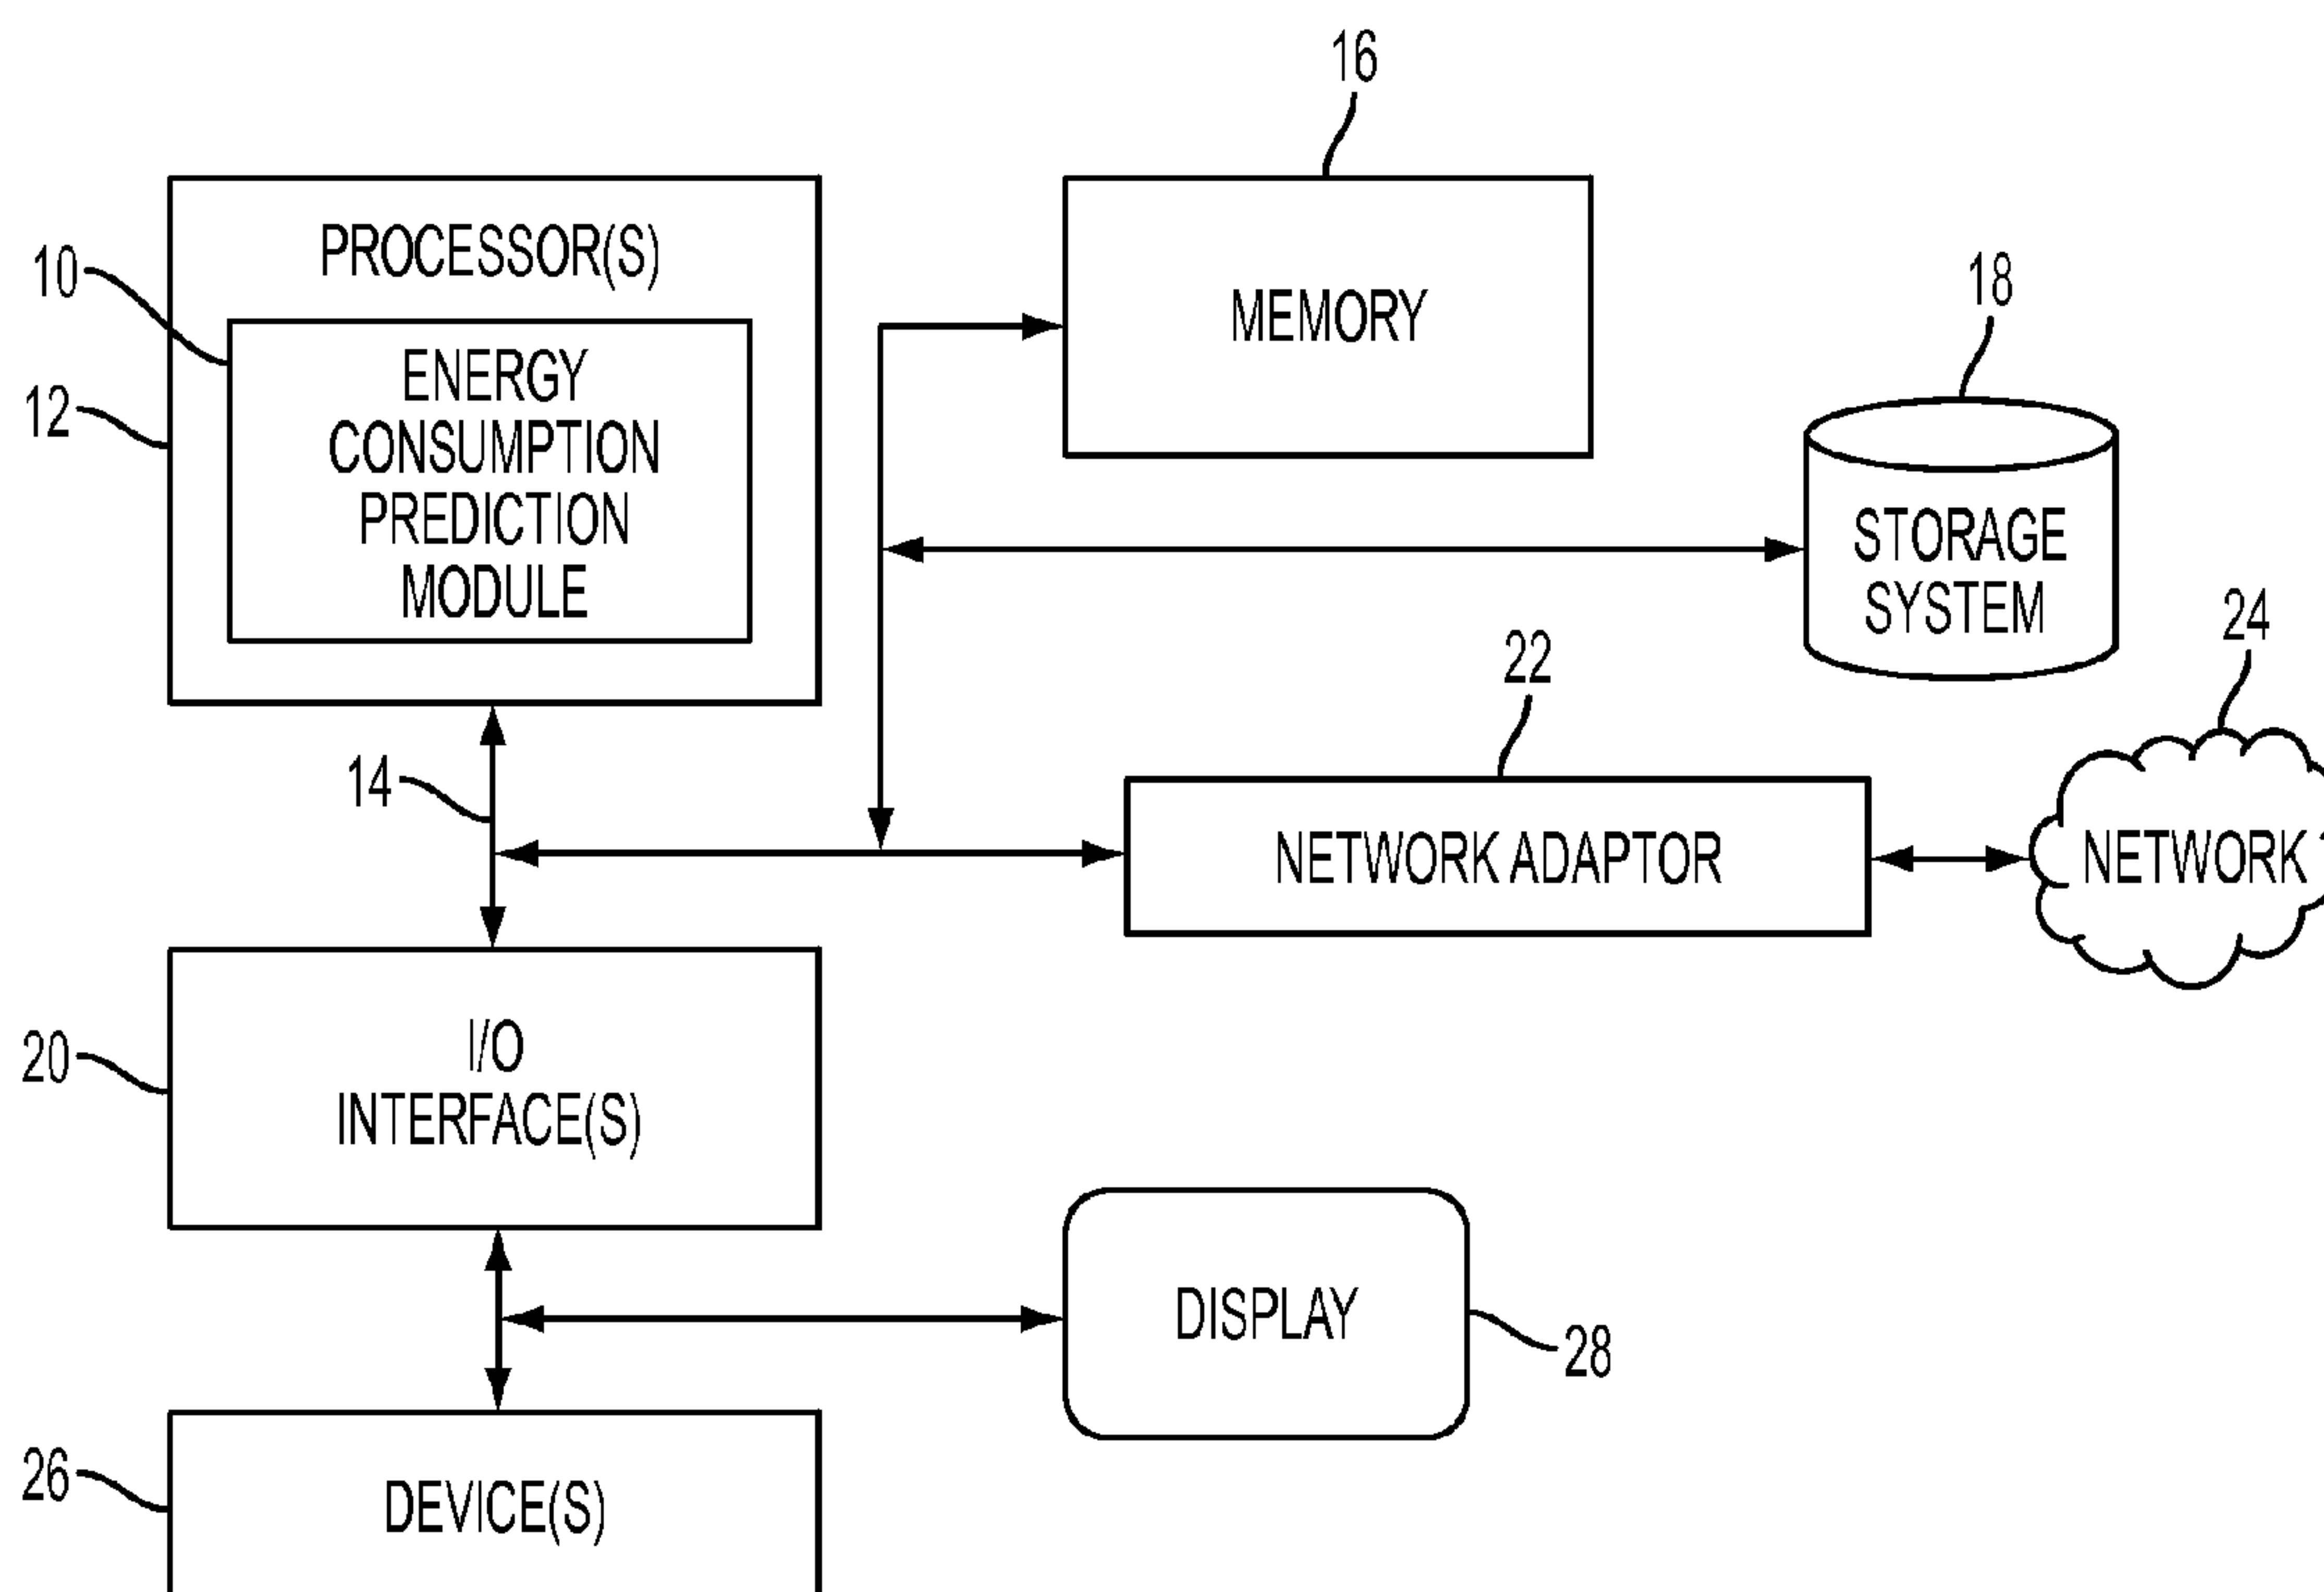 16
PROCESSOR(S)
10
ENERGY
CONSUMPTION
PREDICTION
MODULE
12
MEMORY
18
STORAGE
SYSTEM
24
22
14
NETWORK ADAPTOR
NETWORK
20
I/O
INTERFACE(S)
DISPLAY
28
26
DEVICE(S)